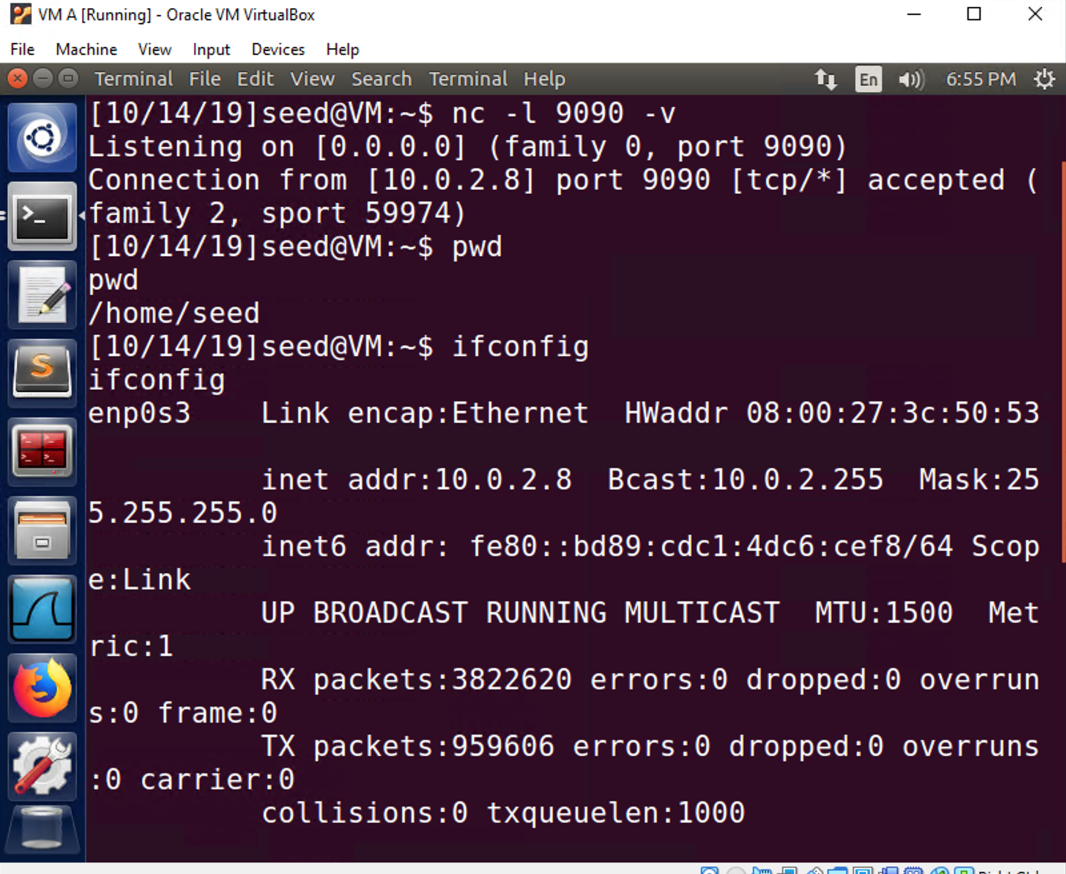 VM A [Running] - Oracle VM VirtualBox
File Machine View Input Devices Help
Terminal File Edit View Search Terminal Help En 6:55 PM
[10/14/19]seed@VM:~$ nc -l 9090 -v
Listening on [0.0.0.0] (family 0, port 9090)
Connection from [10.0.2.8] port 9090 [tcp/*] accepted (
family 2, sport 59974)
[10/14/19]seed@VM:~$ pwd
pwd
/home/seed
[10/14/19]seed@VM:~$ ifconfig
ifconfig
enp0s3 Link encap:Ethernet HWaddr 08:00:27:3c:50:53
inet addr:10.0.2.8 Bcast:10.0.2.255 Mask:25
5.255.255.0
inet6 addr: fe80::bd89:cdc1:4dc6:cef8/64 Scop
e:Link
UP BROADCAST RUNNING MULTICAST MTU:1500 Met
ric:1
RX packets:3822620 errors:0 dropped:0 overrun
s:0 frame:0
TX packets:959606 errors:0 dropped:0 overruns
:0 carrier:0
collisions:0 txqueuelen:1000